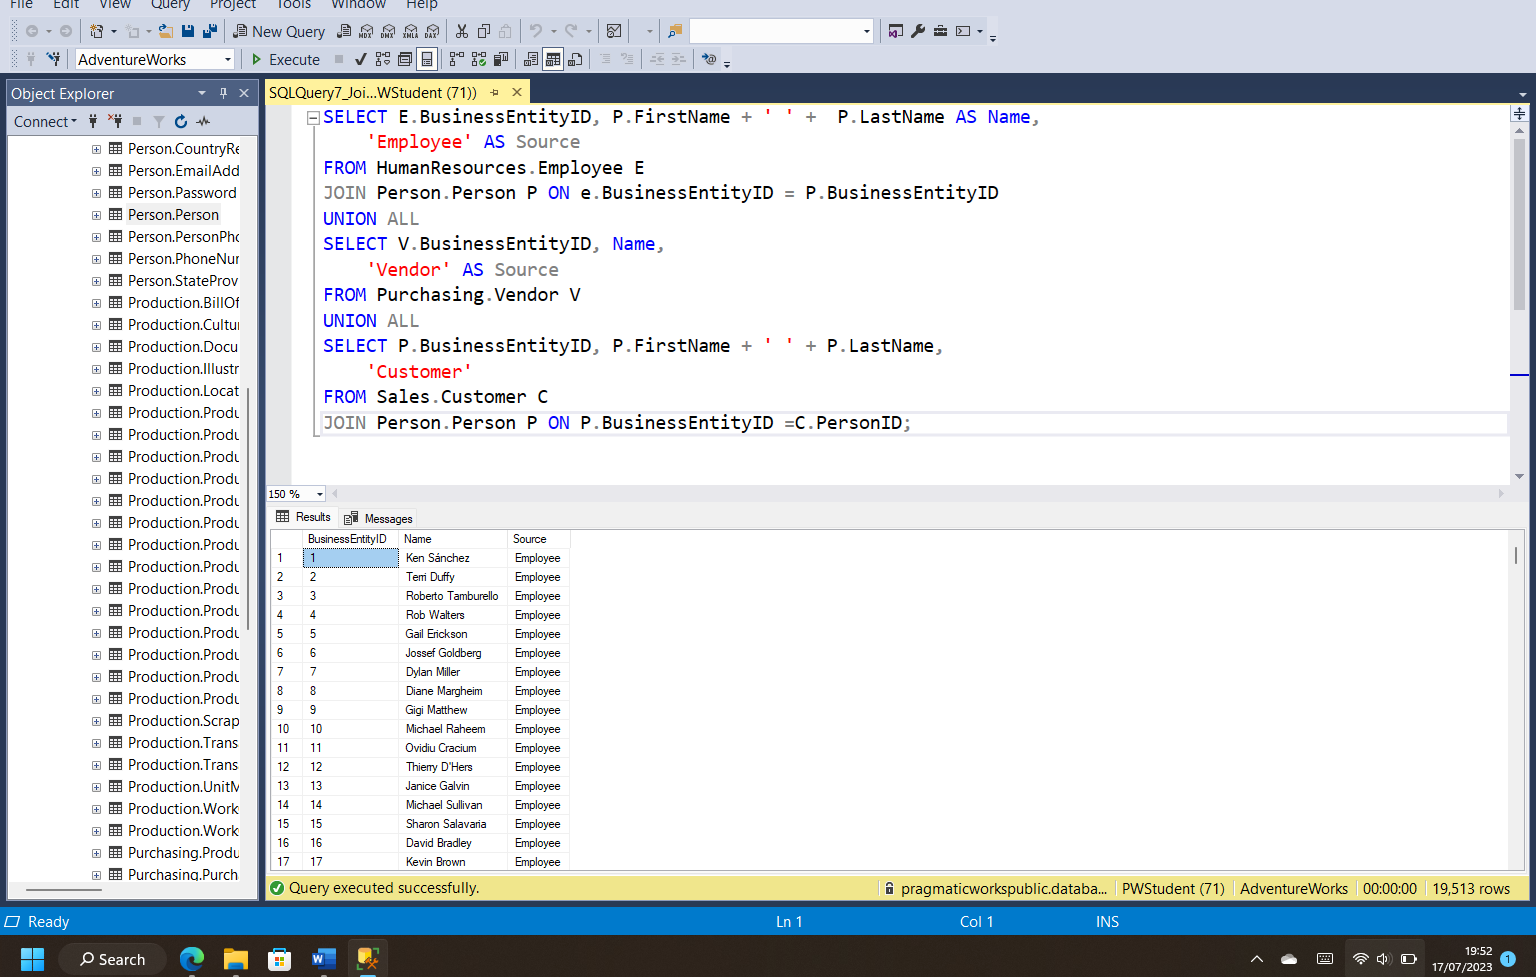 File Edit View Query Project Tools Window Help
New Query
AdventureWorks Execute
Object Explorer
Connect
Person.CountryRe
Person.EmailAdd
Person.Password
Person.Person
Person.PersonPho
Person.PhoneNur
Person.StateProv
Production.BillOf
Production.Cultur
Production.Docu
Production.Illustr
Production.Locat
Production.Produ
Production.Produ
Production.Produ
Production.Produ
Production.Produ
Production.Produ
Production.Produ
Production.Produ
Production.Produ
Production.Produ
Production.Produ
Production.Produ
Production.Produ
Production.Produ
Production.Scrap
Production.Trans
Production.Trans
Production.UnitM
Production.Work
Production.Work
Purchasing.Produ
Purchasing.Purch
SQLQuery7_Joi...WStudent (71))
SELECT E.BusinessEntityID, P.FirstName + ' ' +  P.LastName AS Name,
'Employee' AS Source
FROM HumanResources.Employee E
JOIN Person.Person P ON e.BusinessEntityID = P.BusinessEntityID
UNION ALL
SELECT V.BusinessEntityID, Name,
'Vendor' AS Source
FROM Purchasing.Vendor V
UNION ALL
SELECT P.BusinessEntityID, P.FirstName + ' ' + P.LastName,
'Customer'
FROM Sales.Customer C
JOIN Person.Person P ON P.BusinessEntityID =C.PersonID;
150 %
Results Messages
BusinessEntityID Name Source
1 1 Ken Sánchez Employee
2 2 Terri Duffy Employee
3 3 Roberto Tamburello Employee
4 4 Rob Walters Employee
5 5 Gail Erickson Employee
6 6 Jossef Goldberg Employee
7 7 Dylan Miller Employee
8 8 Diane Margheim Employee
9 9 Gigi Matthew Employee
10 10 Michael Raheem Employee
11 11 Ovidiu Cracium Employee
12 12 Thierry D'Hers Employee
13 13 Janice Galvin Employee
14 14 Michael Sullivan Employee
15 15 Sharon Salavaria Employee
16 16 David Bradley Employee
17 17 Kevin Brown Employee
Query executed successfully. pragmaticworkspublic.databa... PWStudent (71) AdventureWorks 00:00:00 19,513 rows
Ready Ln 1 Col 1 INS
Search
19:52
17/07/2023
1